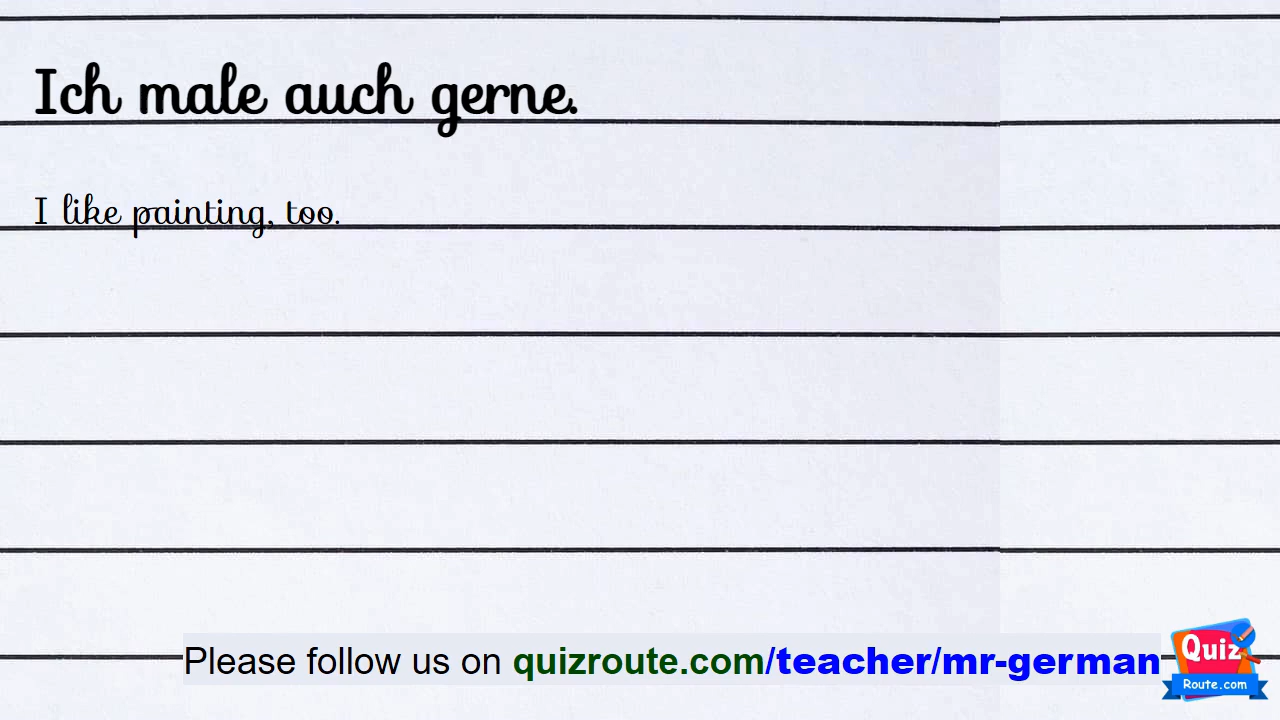 Ich male auch gerne.
I like painting, too.
Please follow us on quizroute.com/teacher/mr-german
Quiz
Route.com